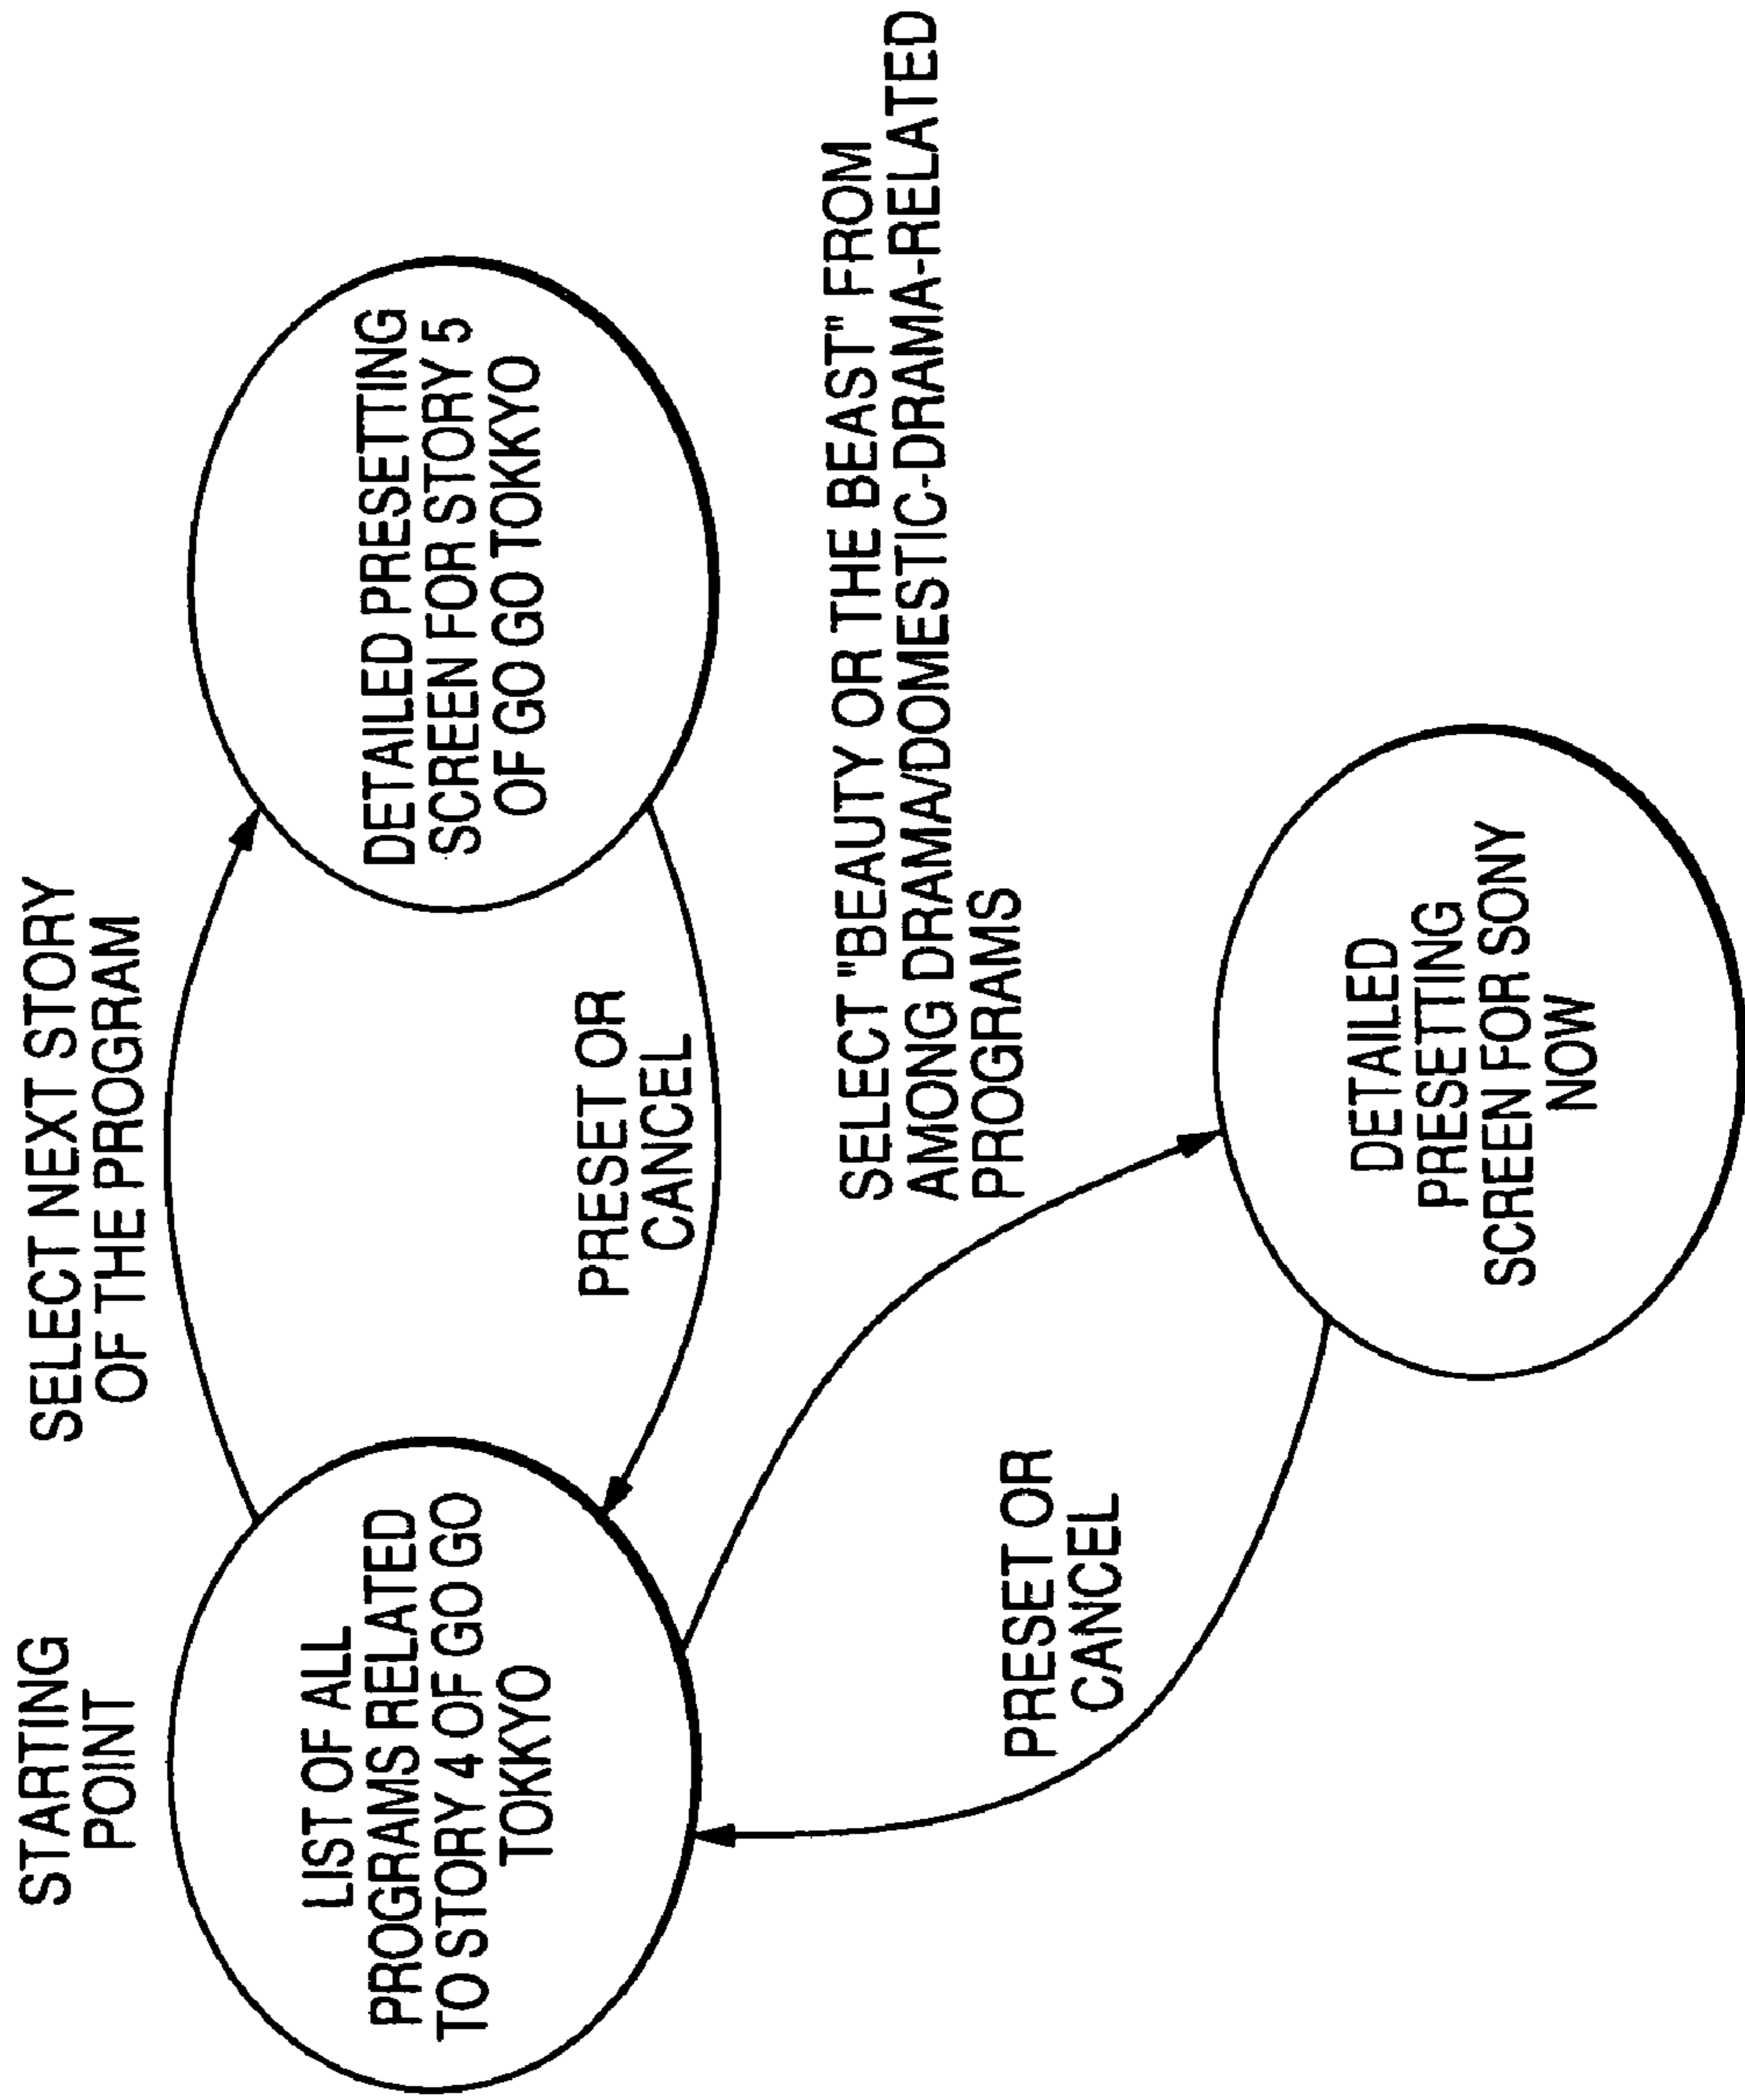 STARTING
POINT
LIST OF ALL
PROGRAMS RELATED
TO STORY 4 OF GO GO
TOKKYO
SELECT NEXT STORY
OF THE PROGRAM
DETAILED PRESETTING
SCREEN FOR STORY 5
OF GO GO TOKKYO
PRESET OR
CANCEL
SELECT "BEAUTY OR THE BEAST" FROM
AMONG DRAMA/DOMESTIC-DRAMA-RELATED
PROGRAMS
PRESET OR
CANCEL
DETAILED
PRESETTING
SCREEN FOR SONY
NOW